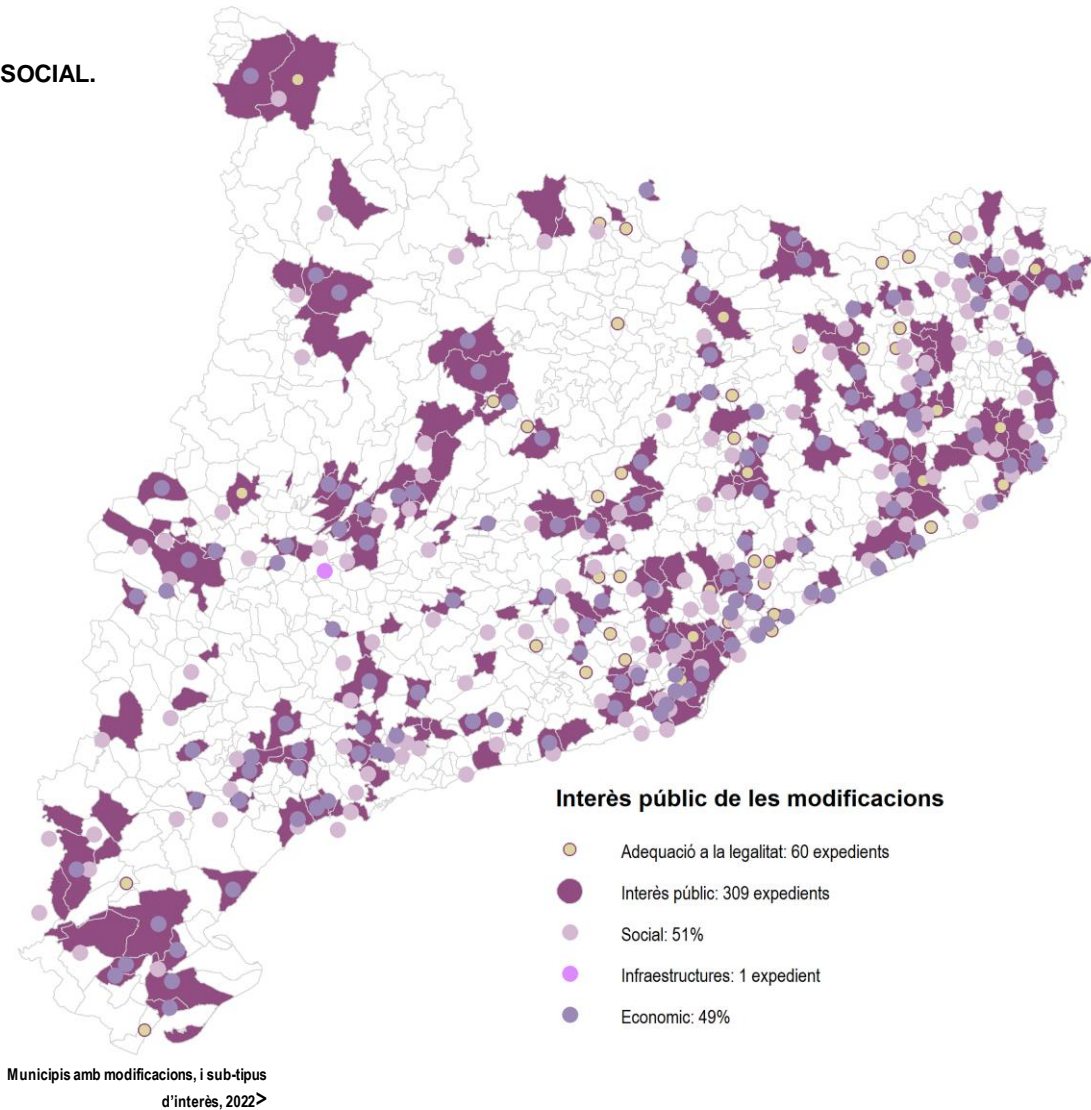 SOCIAL.
Interès públic de les modificacions
Adequació a la legalitat: 60 expedients
Interès públic: 309 expedients
Social: 51%
Infraestructures: 1 expedient
Economic: 49%
Municipis amb modificacions, i sub-tipus
d'interès, 2022>